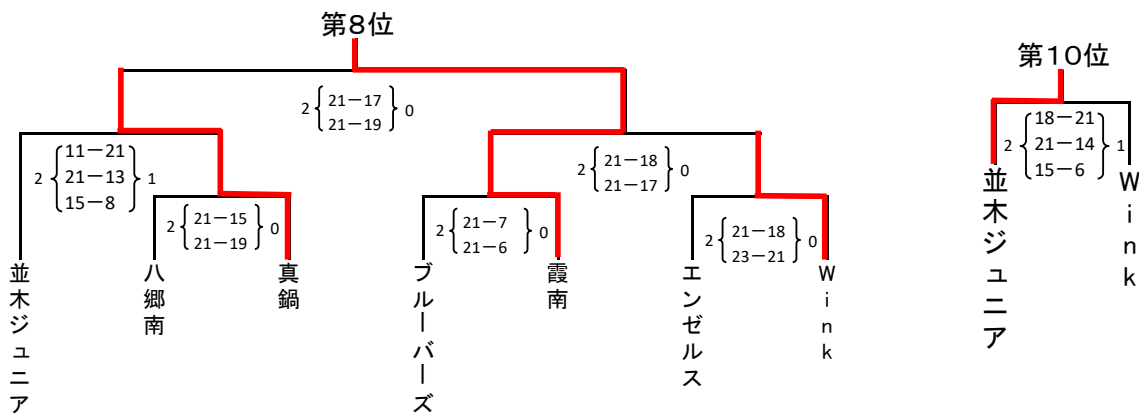 第8位
第10位
2 21－17 0
21－19
18－21
2 21－14 1
15－6
11－21
2 21－13 1
15－8
2 21－18 0
21－17
2 21－15 0
21－19
2 21－7 0
21－6
2 21－18 0
23－21
並木ジュニア
八郷南
真鍋
ブルーバーズ
霞南
エンゼルス
Wink
並木ジュニア
Wink